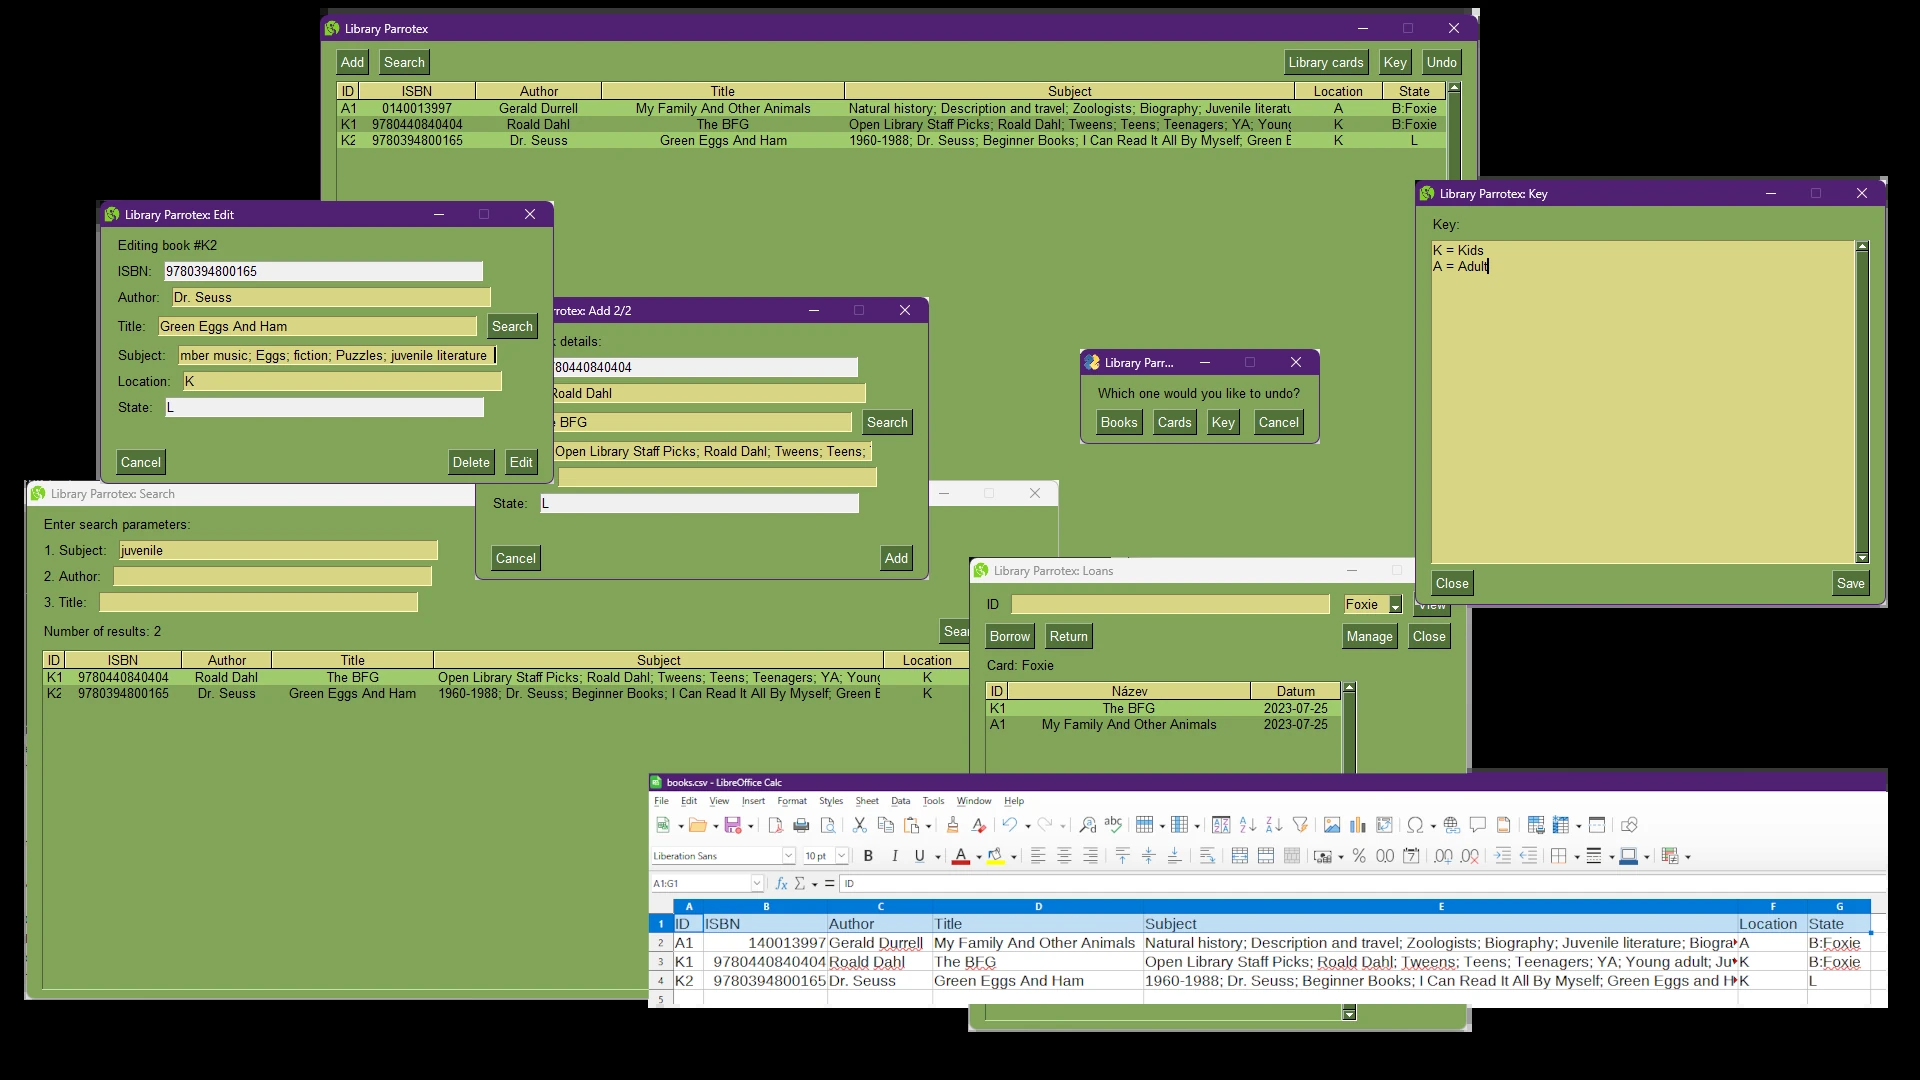 Library Parrotex
Add Search Library cards Key Undo
ID ISBN Author Title Subject Location State
A1 0140013997 Gerald Durrell My Family And Other Animals Natural history; Description and travel; Zoologists; Biography; Juvenile literatu A B:Foxie
K1 9780440840404 Roald Dahl The BFG Open Library Staff Picks; Roald Dahl; Tweens; Teens; Teenagers; YA; Young K B:Foxie
K2 9780394800165 Dr. Seuss Green Eggs And Ham 1960-1988; Dr. Seuss; Beginner Books; I Can Read It All By Myself; Green E K L
Library Parrotex: Key
Key:
K = Kids
A = Adult
Close Save
Library Parrotex: Edit
Editing book #K2
ISBN: 9780394800165
Author: Dr. Seuss
Title: Green Eggs And Ham Search
Subject: mber music; Eggs; fiction; Puzzles; juvenile literature
Location: K
State: L
Cancel Delete Edit
rotex: Add 2/2
details:
80440840404
Roald Dahl
BFG Search
Open Library Staff Picks; Roald Dahl; Tweens; Teens;
State: L
Cancel Add
Library Parr...
Which one would you like to undo?
Books Cards Key Cancel
Library Parrotex: Search
Enter search parameters:
1. Subject: juvenile
2. Author:
3. Title:
Number of results: 2 Sear
ID ISBN Author Title Subject Location
K1 9780440840404 Roald Dahl The BFG Open Library Staff Picks; Roald Dahl; Tweens; Teens; Teenagers; YA; Young K
K2 9780394800165 Dr. Seuss Green Eggs And Ham 1960-1988; Dr. Seuss; Beginner Books; I Can Read It All By Myself; Green E K
Library Parrotex: Loans
ID Foxie View
Borrow Return Manage Close
Card: Foxie
ID Název Datum
K1 The BFG 2023-07-25
A1 My Family And Other Animals 2023-07-25
books.csv - LibreOffice Calc
File Edit View Insert Format Styles Sheet Data Tools Window Help
Liberation Sans 10 pt B I U
A1:G1 ID
A B C D E F G
1 ID ISBN Author Title Subject Location State
2 A1 140013997 Gerald Durrell My Family And Other Animals Natural history; Description and travel; Zoologists; Biography; Juvenile literature; Biogra A B:Foxie
3 K1 9780440840404 Roald Dahl The BFG Open Library Staff Picks; Roald Dahl; Tweens; Teens; Teenagers; YA; Young adult; Ju K B:Foxie
4 K2 9780394800165 Dr. Seuss Green Eggs And Ham 1960-1988; Dr. Seuss; Beginner Books; I Can Read It All By Myself; Green Eggs and H K L
5